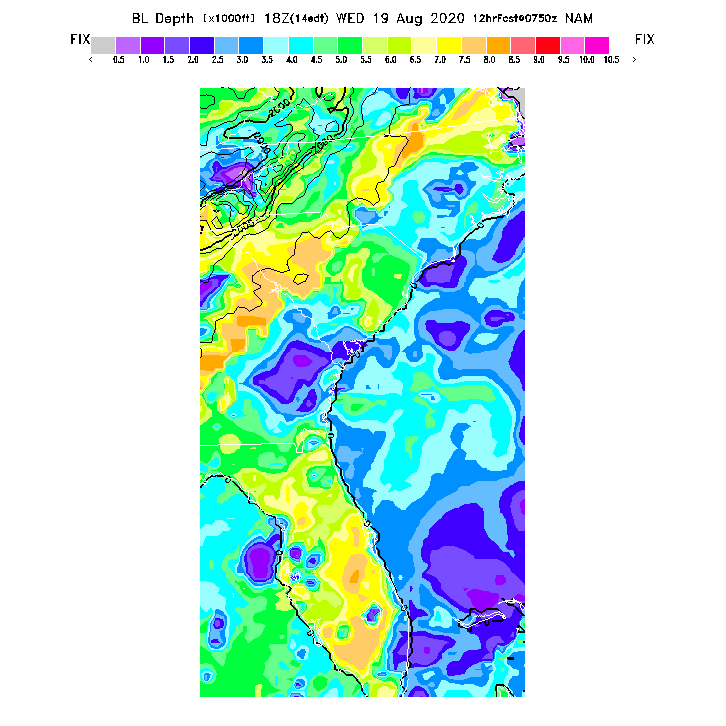 BL Depth [x1000ft] 18Z(14edt) WED 19 Aug 2020 12hrFcst@0750z NAM
FIX FIX
< 0.5 1.0 1.5 2.0 2.5 3.0 3.5 4.0 4.5 5.0 5.5 6.0 6.5 7.0 7.5 8.0 8.5 9.0 9.5 10.0 10.5 >
2000